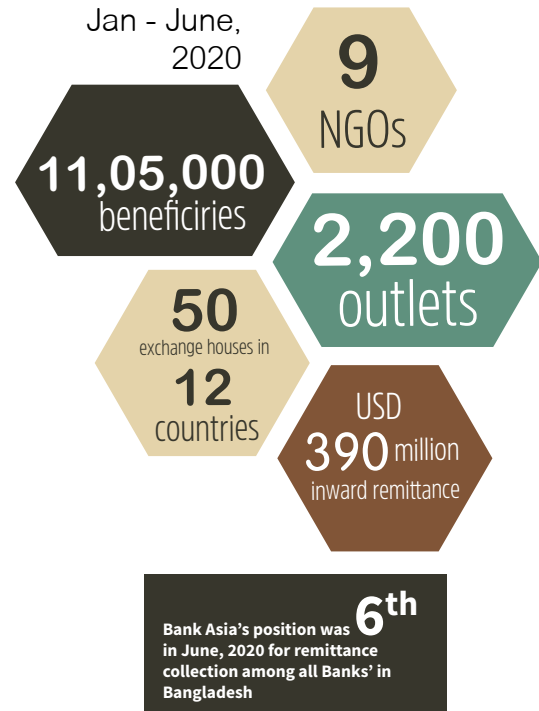 Jan - June,
2020
9
NGOs
11,05,000
beneficiries
2,200
outlets
50
exchange houses in
12
countries
USD
390 million
inward remittance
Bank Asia’s position was 6th
in June, 2020 for remittance
collection among all Banks’ in
Bangladesh